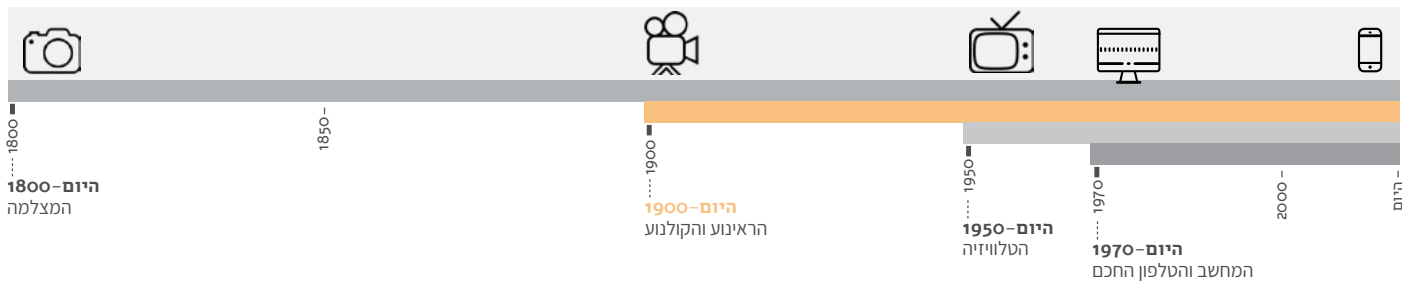 1800
1850
1900
1950
1970
2000
היום
1800-היום
המצלמה
1900-היום
הראינוע והקולנוע
1950-היום
הטלוויזיה
1970-היום
המחשב והטלפון החכם